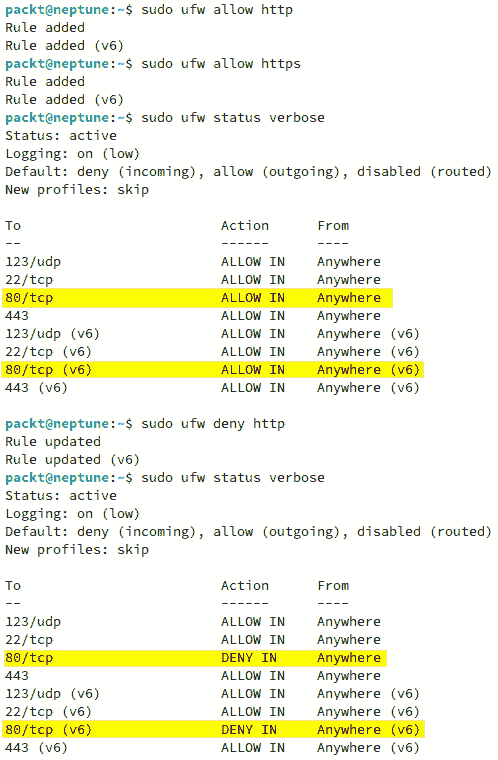 packt@neptune:~$ sudo ufw allow http
Rule added
Rule added (v6)
packt@neptune:~$ sudo ufw allow https
Rule added
Rule added (v6)
packt@neptune:~$ sudo ufw status verbose
Status: active
Logging: on (low)
Default: deny (incoming), allow (outgoing), disabled (routed)
New profiles: skip

To                         Action      From
--                         ------      ----
123/udp                    ALLOW IN    Anywhere
22/tcp                     ALLOW IN    Anywhere
80/tcp                     ALLOW IN    Anywhere
443                        ALLOW IN    Anywhere
123/udp (v6)               ALLOW IN    Anywhere (v6)
22/tcp (v6)                ALLOW IN    Anywhere (v6)
80/tcp (v6)                ALLOW IN    Anywhere (v6)
443 (v6)                   ALLOW IN    Anywhere (v6)

packt@neptune:~$ sudo ufw deny http
Rule updated
Rule updated (v6)
packt@neptune:~$ sudo ufw status verbose
Status: active
Logging: on (low)
Default: deny (incoming), allow (outgoing), disabled (routed)
New profiles: skip

To                         Action      From
--                         ------      ----
123/udp                    ALLOW IN    Anywhere
22/tcp                     ALLOW IN    Anywhere
80/tcp                     DENY IN     Anywhere
443                        ALLOW IN    Anywhere
123/udp (v6)               ALLOW IN    Anywhere (v6)
22/tcp (v6)                ALLOW IN    Anywhere (v6)
80/tcp (v6)                DENY IN     Anywhere (v6)
443 (v6)                   ALLOW IN    Anywhere (v6)